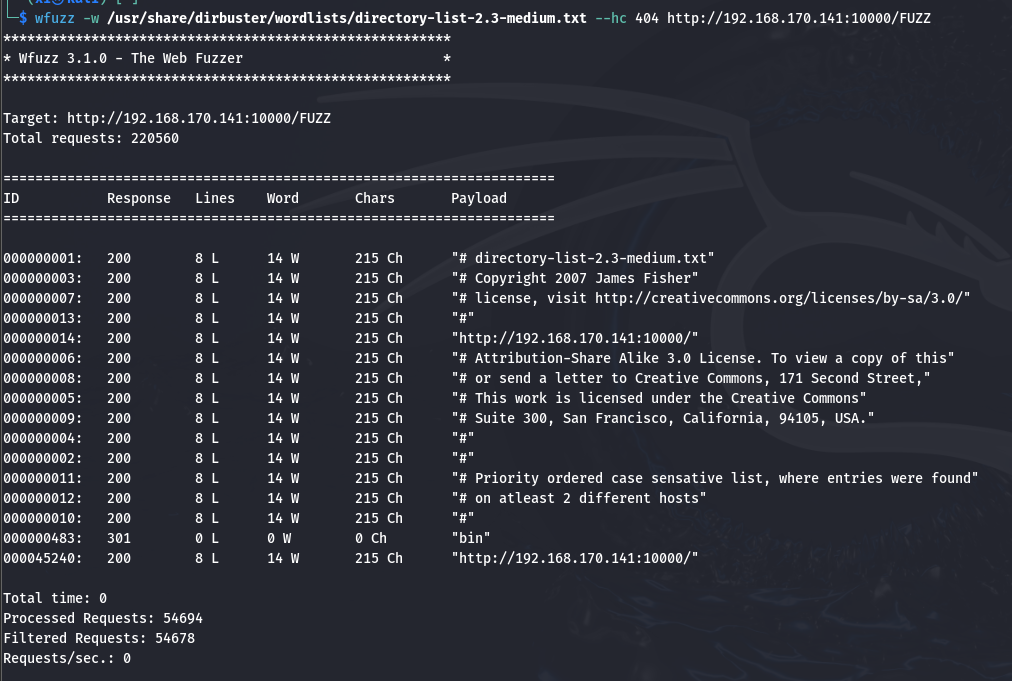 $ wfuzz -w /usr/share/dirbuster/wordlists/directory-list-2.3-medium.txt --hc 404 http://192.168.170.141:10000/FUZZ
********************************************************
* Wfuzz 3.1.0 - The Web Fuzzer                         *
********************************************************
Target: http://192.168.170.141:10000/FUZZ
Total requests: 220560
=====================================================================
ID           Response   Lines    Word       Chars       Payload
=====================================================================
000000001:   200        8 L      14 W       215 Ch      "# directory-list-2.3-medium.txt"
000000003:   200        8 L      14 W       215 Ch      "# Copyright 2007 James Fisher"
000000007:   200        8 L      14 W       215 Ch      "# license, visit http://creativecommons.org/licenses/by-sa/3.0/"
000000013:   200        8 L      14 W       215 Ch      "#"
000000014:   200        8 L      14 W       215 Ch      "http://192.168.170.141:10000/"
000000006:   200        8 L      14 W       215 Ch      "# Attribution-Share Alike 3.0 License. To view a copy of this"
000000008:   200        8 L      14 W       215 Ch      "# or send a letter to Creative Commons, 171 Second Street,"
000000005:   200        8 L      14 W       215 Ch      "# This work is licensed under the Creative Commons"
000000009:   200        8 L      14 W       215 Ch      "# Suite 300, San Francisco, California, 94105, USA."
000000004:   200        8 L      14 W       215 Ch      "#"
000000002:   200        8 L      14 W       215 Ch      "#"
000000011:   200        8 L      14 W       215 Ch      "# Priority ordered case sensative list, where entries were found"
000000012:   200        8 L      14 W       215 Ch      "# on atleast 2 different hosts"
000000010:   200        8 L      14 W       215 Ch      "#"
000000483:   301        0 L      0 W        0 Ch        "bin"
000045240:   200        8 L      14 W       215 Ch      "http://192.168.170.141:10000/"
Total time: 0
Processed Requests: 54694
Filtered Requests: 54678
Requests/sec.: 0